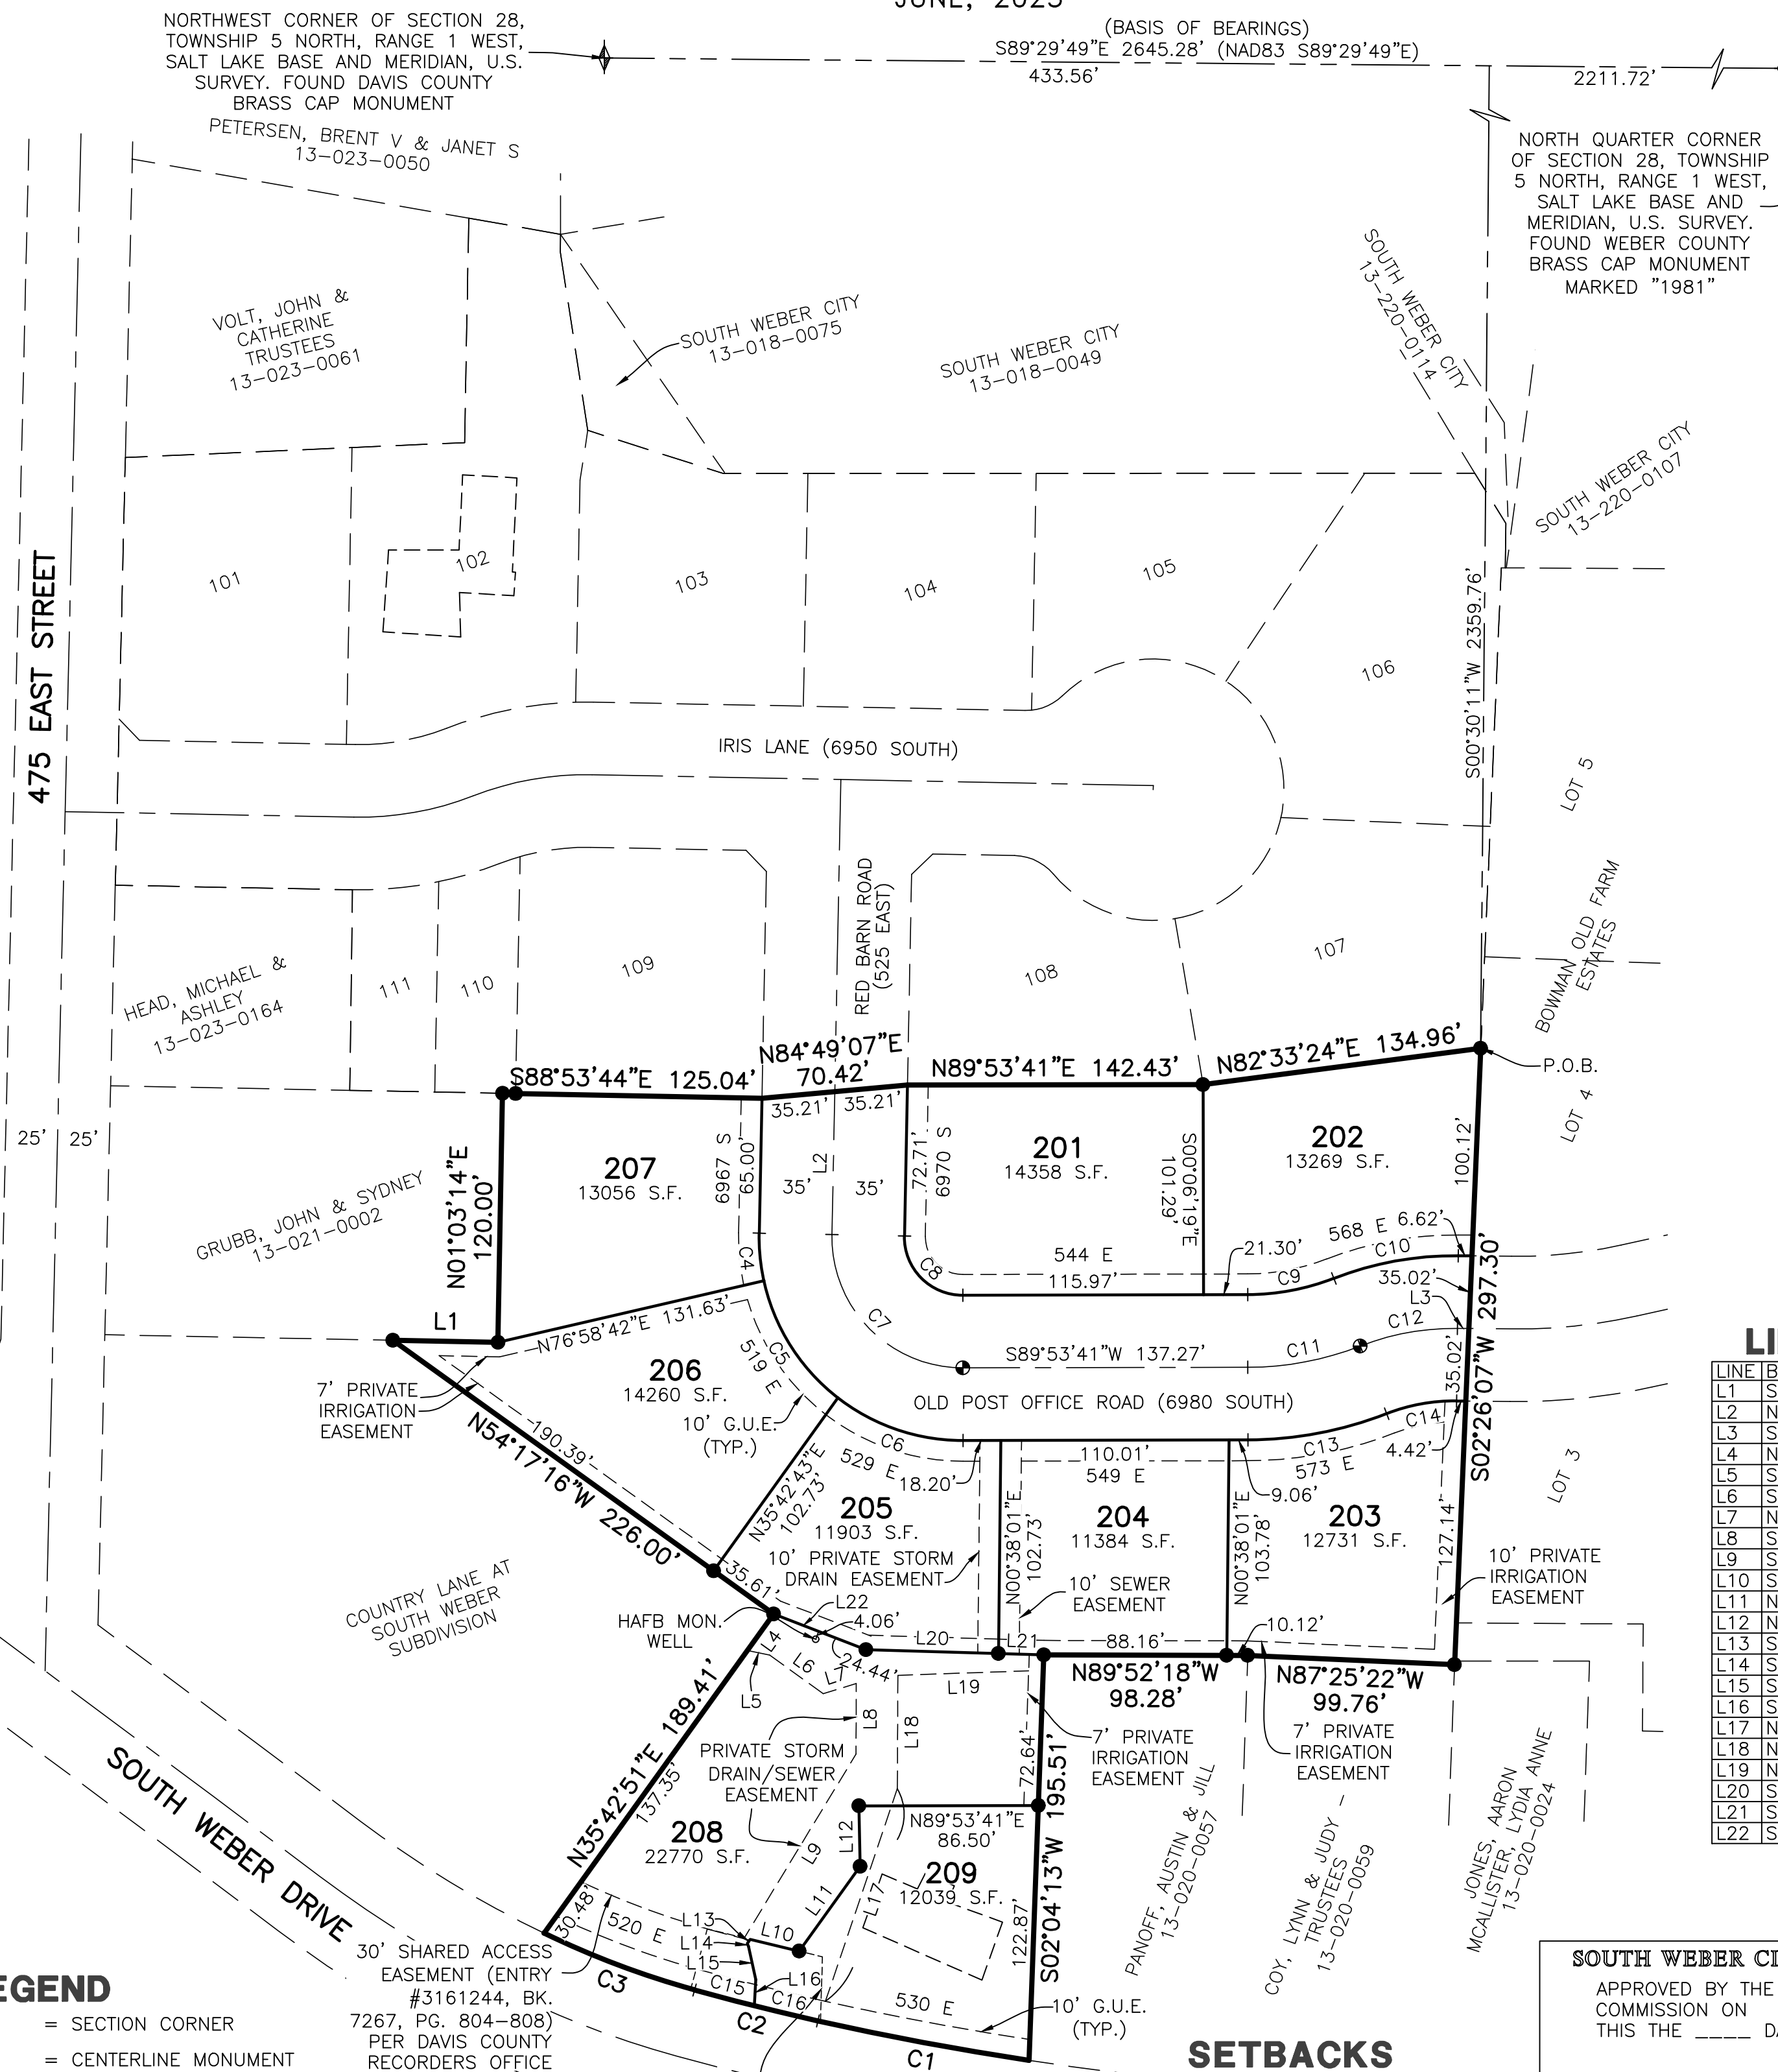 JUNE, 2023
(BASIS OF BEARINGS)
S89°29'49"E 2645.28' (NAD83 S89°29'49"E)
433.56'
2211.72'
NORTHWEST CORNER OF SECTION 28,
TOWNSHIP 5 NORTH, RANGE 1 WEST,
SALT LAKE BASE AND MERIDIAN, U.S.
SURVEY. FOUND DAVIS COUNTY
BRASS CAP MONUMENT
PETERSEN, BRENT V & JANET S
13-023-0050
NORTH QUARTER CORNER
OF SECTION 28, TOWNSHIP
5 NORTH, RANGE 1 WEST,
SALT LAKE BASE AND
MERIDIAN, U.S. SURVEY.
FOUND WEBER COUNTY
BRASS CAP MONUMENT
MARKED "1981"
VOLT, JOHN &
CATHERINE
TRUSTEES
13-023-0061
SOUTH WEBER CITY
13-018-0075
SOUTH WEBER CITY
13-018-0049
SOUTH WEBER CITY
13-220-0114
SOUTH WEBER CITY
13-220-0107
475 EAST STREET
101
102
103
104
105
106
S00°30'11"W 2359.76'
IRIS LANE (6950 SOUTH)
LOT 5
RED BARN ROAD
(525 EAST)
HEAD, MICHAEL &
ASHLEY
13-023-0164
111
110
109
108
107
BOWMAN OLD FARM
ESTATES
S88°53'44"E 125.04'
N84°49'07"E
70.42'
N89°53'41"E 142.43'
N82°33'24"E 134.96'
P.O.B.
35.21'
35.21'
LOT 4
25'
25'
GRUBB, JOHN & SYDNEY
13-021-0002
N01°03'14"E
120.00'
207
13056 S.F.
6967 S
65.00'
35'
L2
35'
72.71'
6970 S
201
14358 S.F.
S00°06'19"E
101.29'
202
13269 S.F.
100.12'
C4
C8
544 E
115.97'
21.30'
568 E
6.62'
C9
C10
35.02'
L3
S02°26'07"W 297.30'
L1
N76°58'42"E 131.63'
C7
S89°53'41"W 137.27'
C11
C12
35.02'
7' PRIVATE
IRRIGATION
EASEMENT
206
14260 S.F.
C5
519 E
10' G.U.E.
(TYP.)
OLD POST OFFICE ROAD (6980 SOUTH)
N54°17'16"W 226.00'
190.39'
N35°42'43"E
102.73'
C6
529 E
18.20'
110.01'
549 E
C13
573 E
C14
4.42'
9.06'
205
11903 S.F.
N00°38'01"E
102.73'
204
11384 S.F.
N00°38'01"E
103.78'
203
12731 S.F.
127.14'
LOT 3
10' PRIVATE STORM
DRAIN EASEMENT
10' SEWER
EASEMENT
10' PRIVATE
IRRIGATION
EASEMENT
35.61'
COUNTRY LANE AT
SOUTH WEBER
SUBDIVISION
HAFB MON.
WELL
L22
4.06'
L4
L6
L7
24.44'
L20
L21
88.16'
10.12'
L5
L19
N89°52'18"W
98.28'
N87°25'22"W
99.76'
L8
L18
N35°42'51"E 189.41'
137.35'
PRIVATE STORM
DRAIN/SEWER
EASEMENT
72.64'
7' PRIVATE
IRRIGATION
EASEMENT
7' PRIVATE
IRRIGATION
EASEMENT
S02°04'13"W 195.51'
SOUTH WEBER DRIVE
208
22770 S.F.
L9
L12
N89°53'41"E
86.50'
209
12039 S.F.
L11
L17
122.87'
PANOFF, AUSTIN & JILL
13-020-0057
COY, LYNN & JUDY -
TRUSTEES
13-020-0059
JONES, AARON
MCALLISTER, LYDIA ANNE
13-020-0024
30.48'
520 E
L13
L10
L14
L15
L16
C15
C16
C3
C2
C1
530 E
10' G.U.E.
(TYP.)
30' SHARED ACCESS
EASEMENT (ENTRY
#3161244, BK.
7267, PG. 804-808)
PER DAVIS COUNTY
RECORDERS OFFICE
EGEND
= SECTION CORNER
= CENTERLINE MONUMENT
SETBACKS
LI
LINE B
L1 S
L2 N
L3 S
L4 N
L5 S
L6 S
L7 N
L8 S
L9 S
L10 S
L11 N
L12 N
L13 S
L14 S
L15 S
L16 S
L17 N
L18 N
L19 N
L20 S
L21 S
L22 S
SOUTH WEBER CI
APPROVED BY THE
COMMISSION ON
THIS THE ____ DA